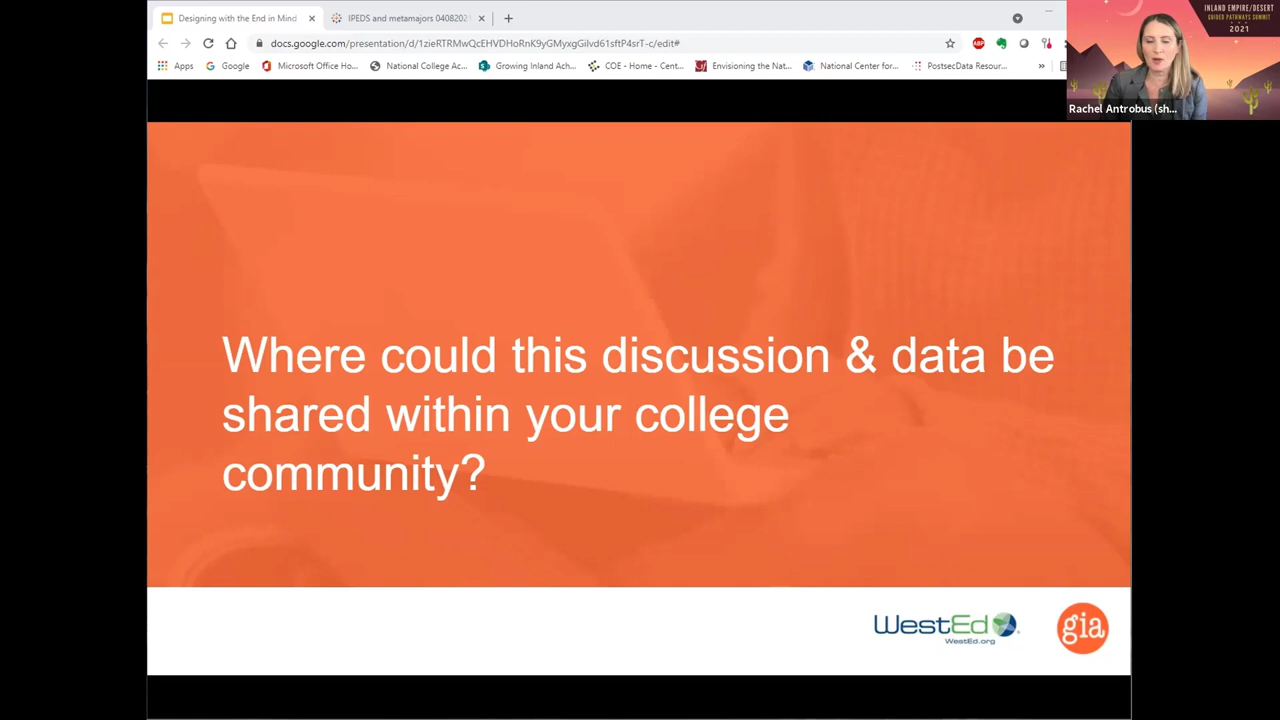 Designing with the End in Mind
IPEDS and metamajors 0408202
docs.google.com/presentation/d/1zieRTRMwQcEHVDHoRnK9yGMyxgGilvd61sftP4srT-c/edit#
Apps
Google
Microsoft Office Ho...
National College Ac...
Growing Inland Ach...
COE - Home - Cent...
Envisioning the Nat...
National Center for...
PostsecData Resour...
»
ABP
INLAND EMPIRE/DESERT
GUIDED PATHWAYS SUMMIT
2021
Rachel Antrobus (sh...
Where could this discussion & data be
shared within your college
community?
WestEd
WestEd.org
gia